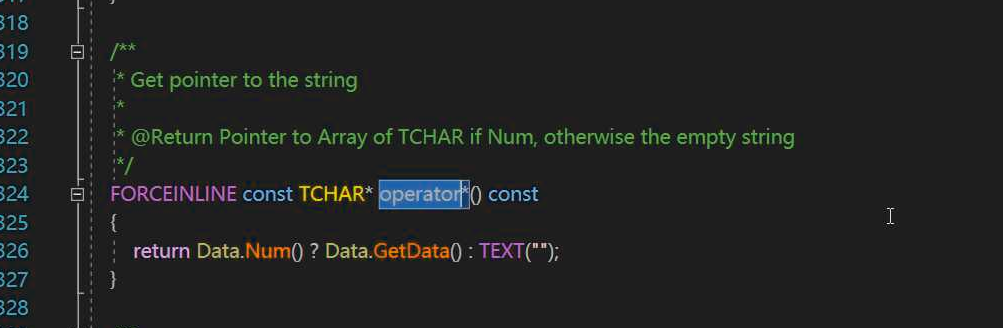 318
319 /**
320 * Get pointer to the string
321 *
322 * @Return Pointer to Array of TCHAR if Num, otherwise the empty string
323 */
324 FORCEINLINE const TCHAR* operator*() const
325 {
326 return Data.Num() ? Data.GetData() : TEXT("");
327 }
328